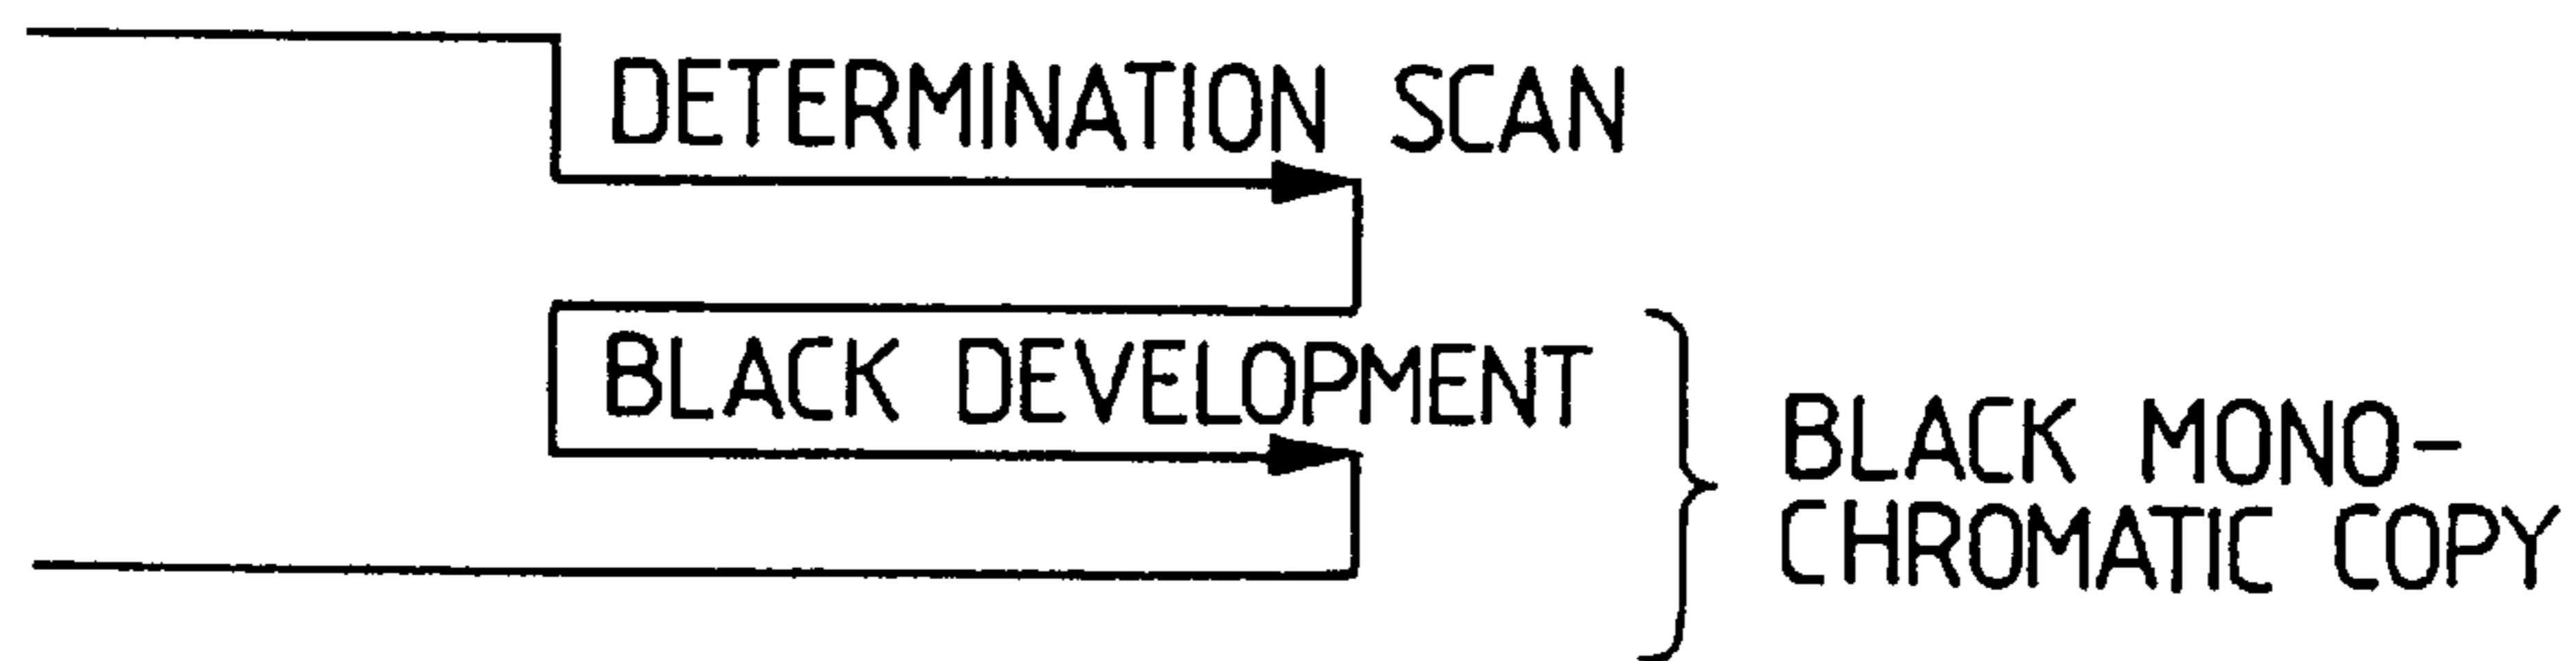 DETERMINATION SCAN
BLACK DEVELOPMENT
BLACK MONO-
CHROMATIC COPY